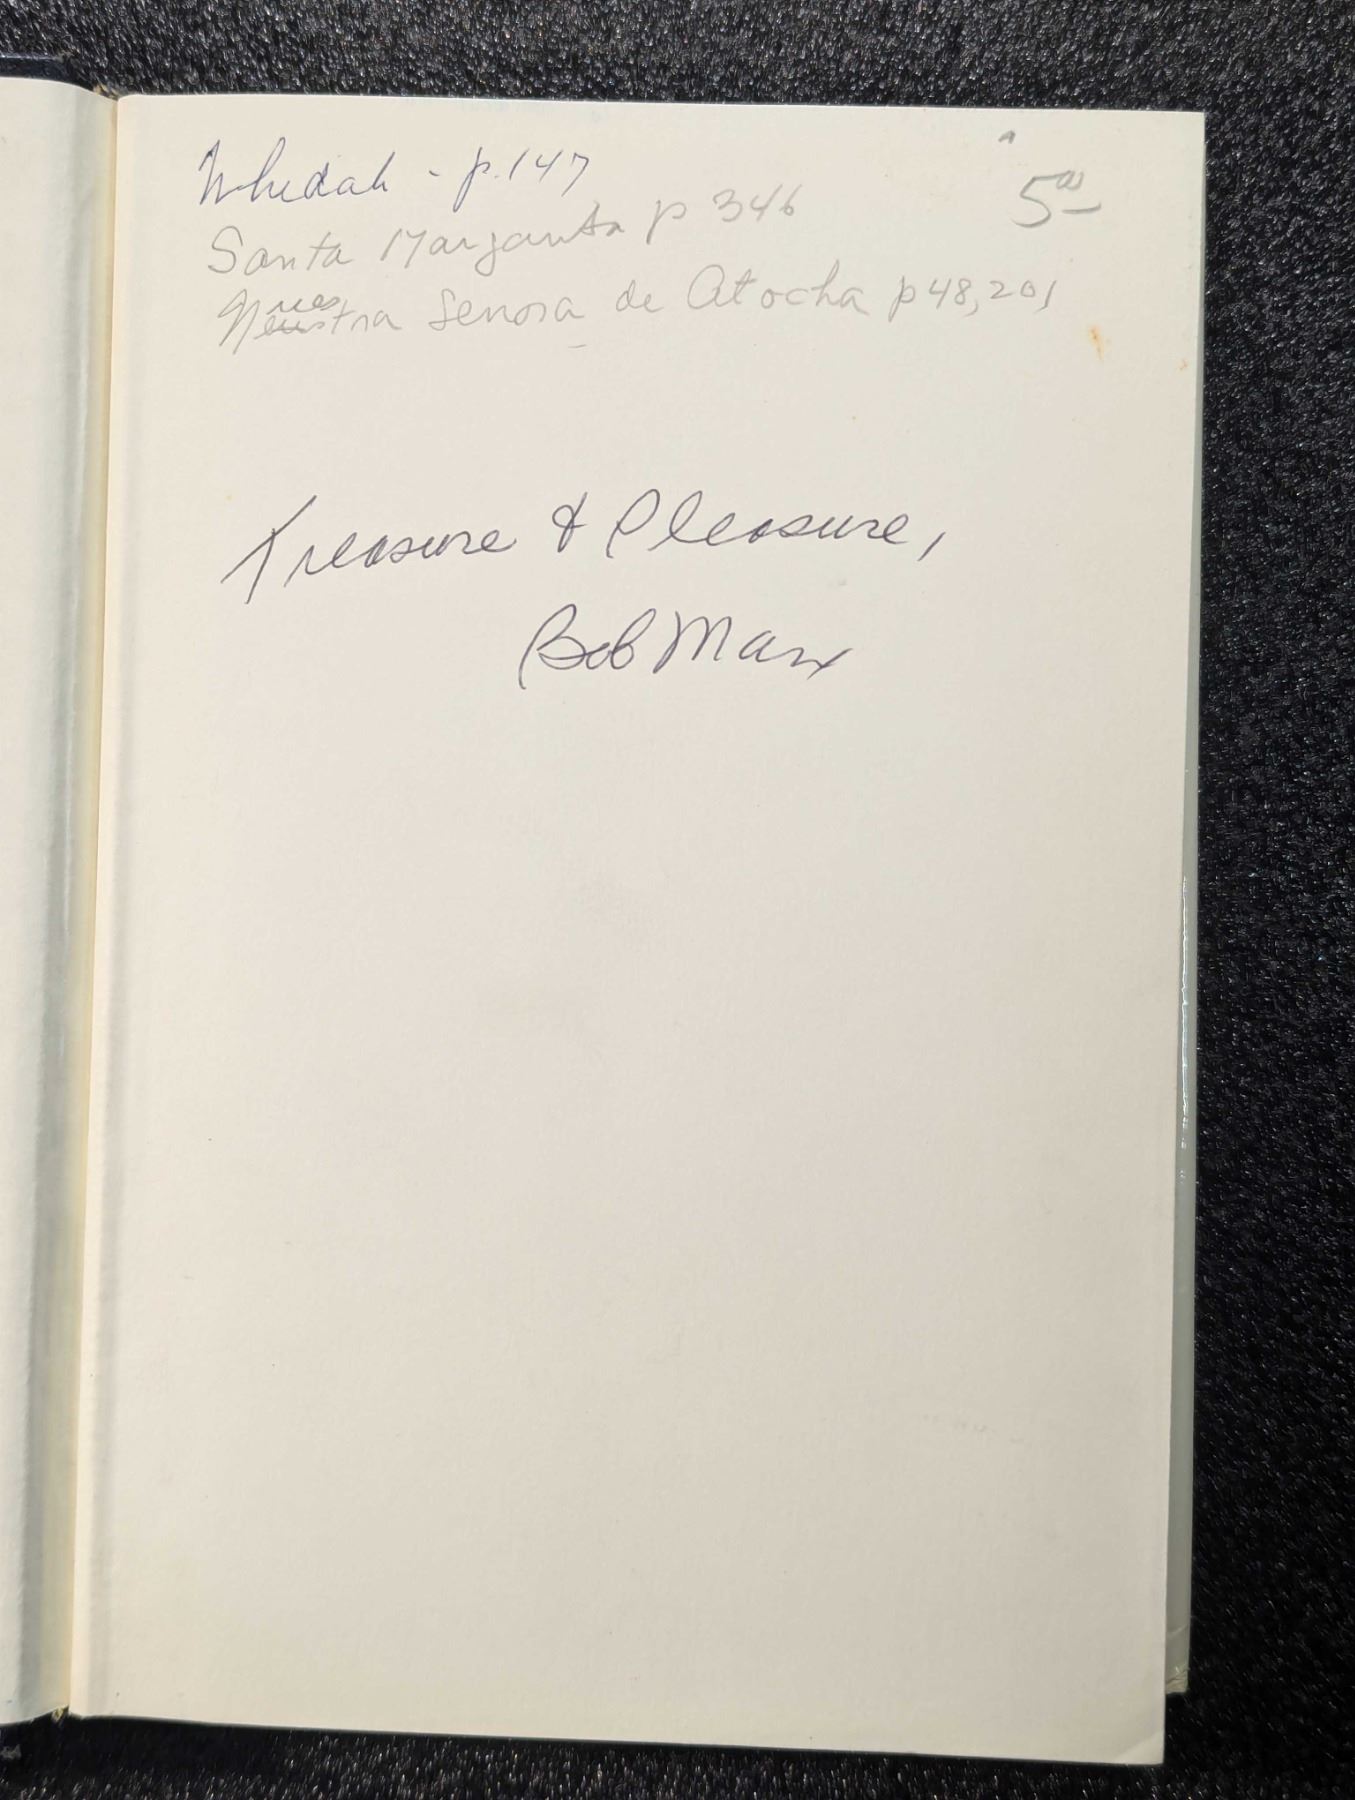 Whidah - p. 147
Santa Margarita p 346
5.00
Nuestra Senora de Atocha p 48, 201
Treasure & Pleasure,
Bob Marx